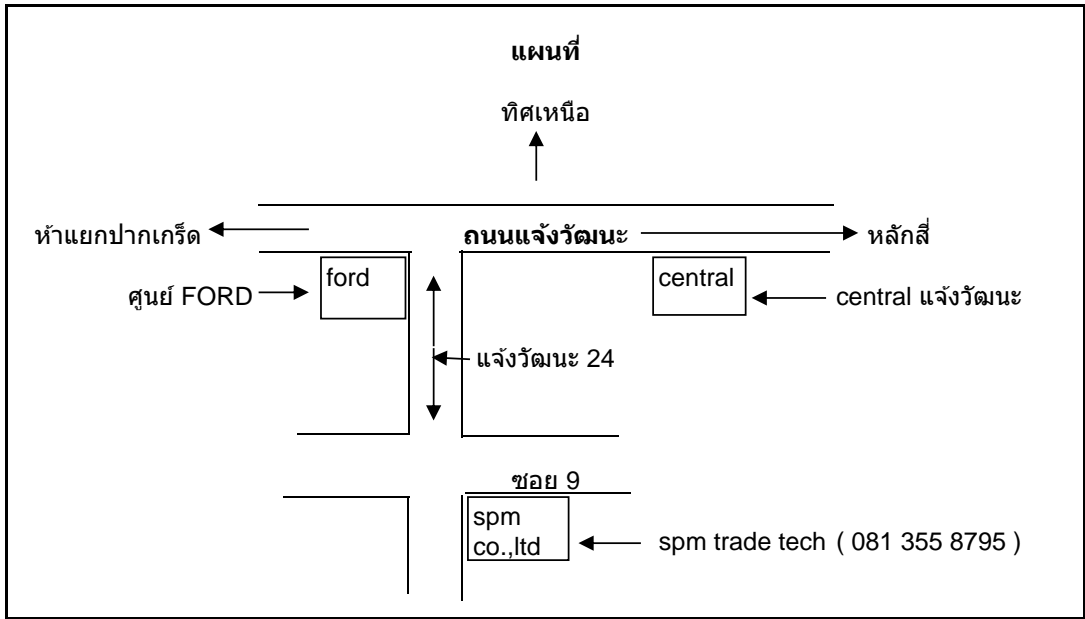 แผนที่
ทิศเหนือ
ห้าแยกปากเกร็ด
ถนนแจ้งวัฒนะ
หลักสี่
ศูนย์ FORD
ford
central
central แจ้งวัฒนะ
แจ้งวัฒนะ 24
ซอย 9
spm
co.,ltd
spm trade tech ( 081 355 8795 )